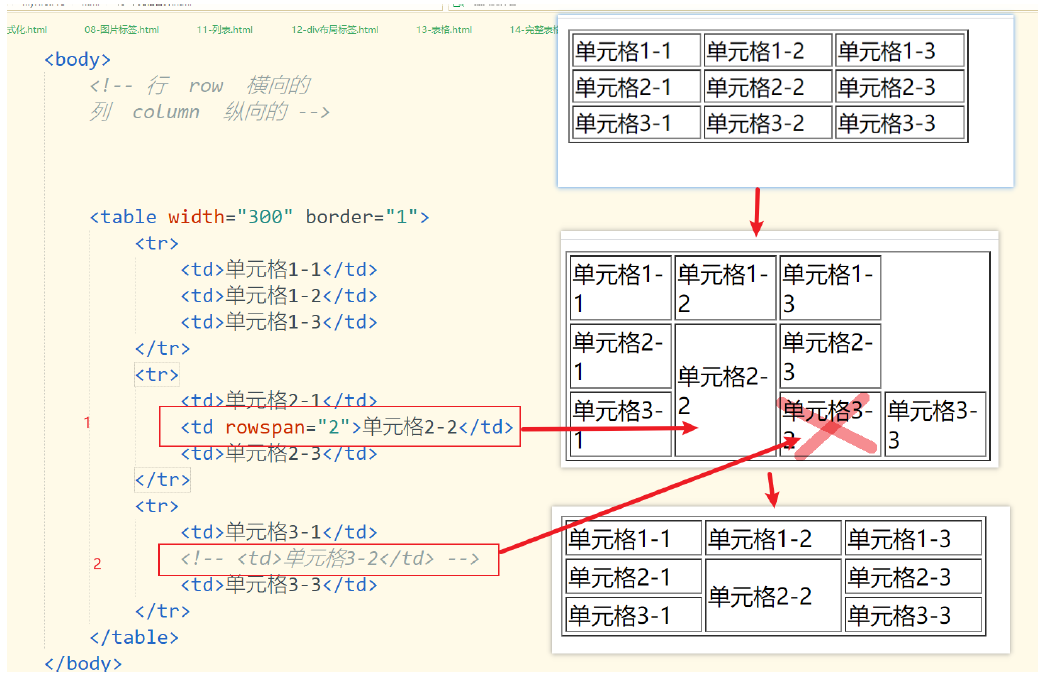 式化.html 08-图片标签.html 11-列表.html 12-div布局标签.html 13-表格.html 14-完整表格
<body>
<!-- 行 row 横向的
列 column 纵向的 -->
<table width="300" border="1">
<tr>
<td>单元格1-1</td>
<td>单元格1-2</td>
<td>单元格1-3</td>
</tr>
<tr>
<td>单元格2-1</td>
1
<td rowspan="2">单元格2-2</td>
<td>单元格2-3</td>
</tr>
<tr>
<td>单元格3-1</td>
2
<!-- <td>单元格3-2</td> -->
<td>单元格3-3</td>
</tr>
</table>
</body>
单元格1-1 单元格1-2 单元格1-3
单元格2-1 单元格2-2 单元格2-3
单元格3-1 单元格3-2 单元格3-3
单元格1- 单元格1- 单元格1-
1 2 3
单元格2- 单元格2-
1 3
单元格2-
2
单元格3- 单元格3- 单元格3-
1 2 3
单元格1-1 单元格1-2 单元格1-3
单元格2-1 单元格2-3
单元格2-2
单元格3-1 单元格3-3